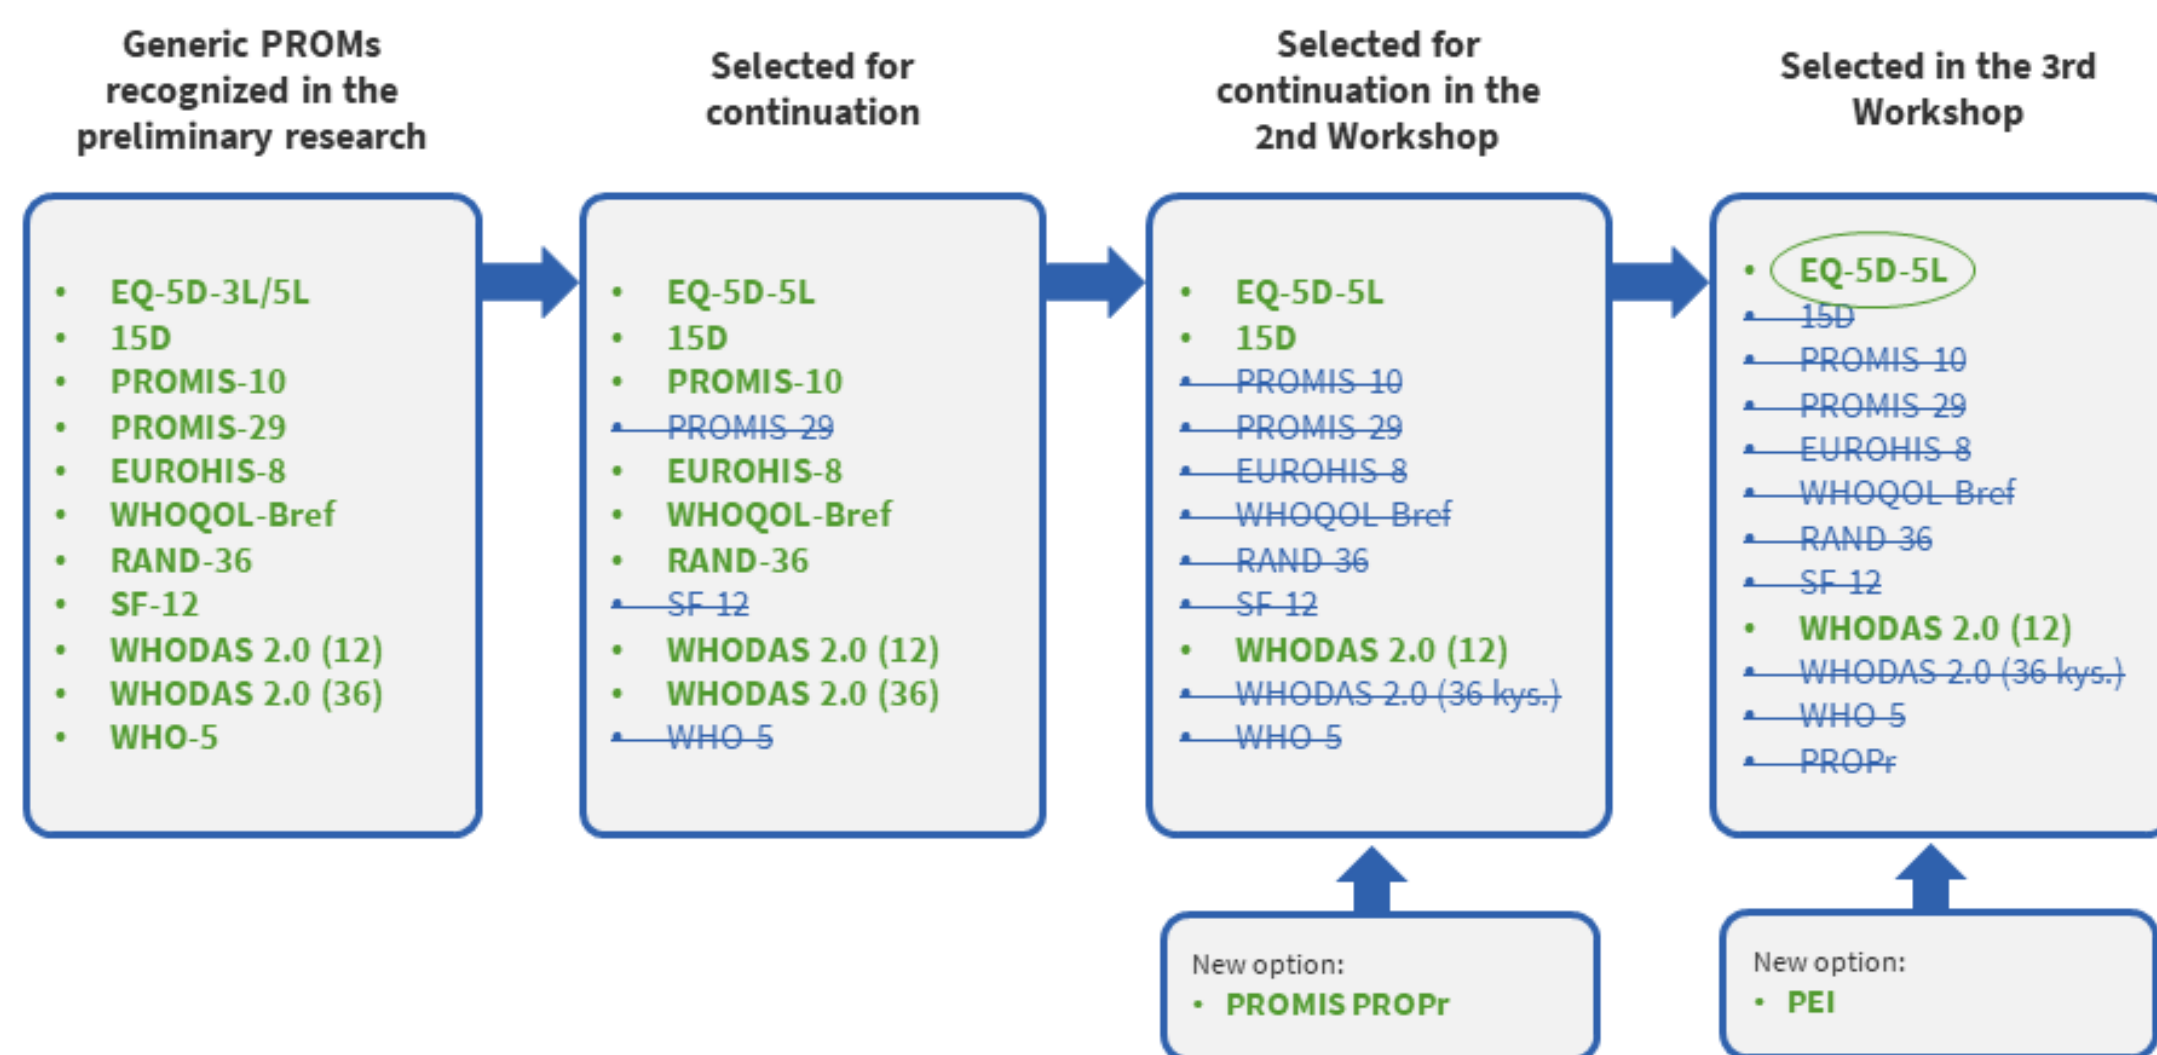 Generic PROMs
recognized in the
preliminary research
Selected for
continuation
Selected for
continuation in the
2nd Workshop
Selected in the 3rd
Workshop
• EQ-5D-3L/5L
• 15D
• PROMIS-10
• PROMIS-29
• EUROHIS-8
• WHOQOL-Bref
• RAND-36
• SF-12
• WHODAS 2.0 (12)
• WHODAS 2.0 (36)
• WHO-5
• EQ-5D-5L
• 15D
• PROMIS-10
• PROMIS-29
• EUROHIS-8
• WHOQOL-Bref
• RAND-36
• SF-12
• WHODAS 2.0 (12)
• WHODAS 2.0 (36)
• WHO-5
• EQ-5D-5L
• 15D
• PROMIS-10
• PROMIS-29
• EUROHIS-8
• WHOQOL-Bref
• RAND-36
• SF-12
• WHODAS 2.0 (12)
• WHODAS 2.0 (36 kys.)
• WHO-5
• EQ-5D-5L
• 15D
• PROMIS-10
• PROMIS-29
• EUROHIS-8
• WHOQOL-Bref
• RAND-36
• SF-12
• WHODAS 2.0 (12)
• WHODAS 2.0 (36 kys.)
• WHO-5
• PROPr
New option:
• PROMIS PROPr
New option:
• PEI